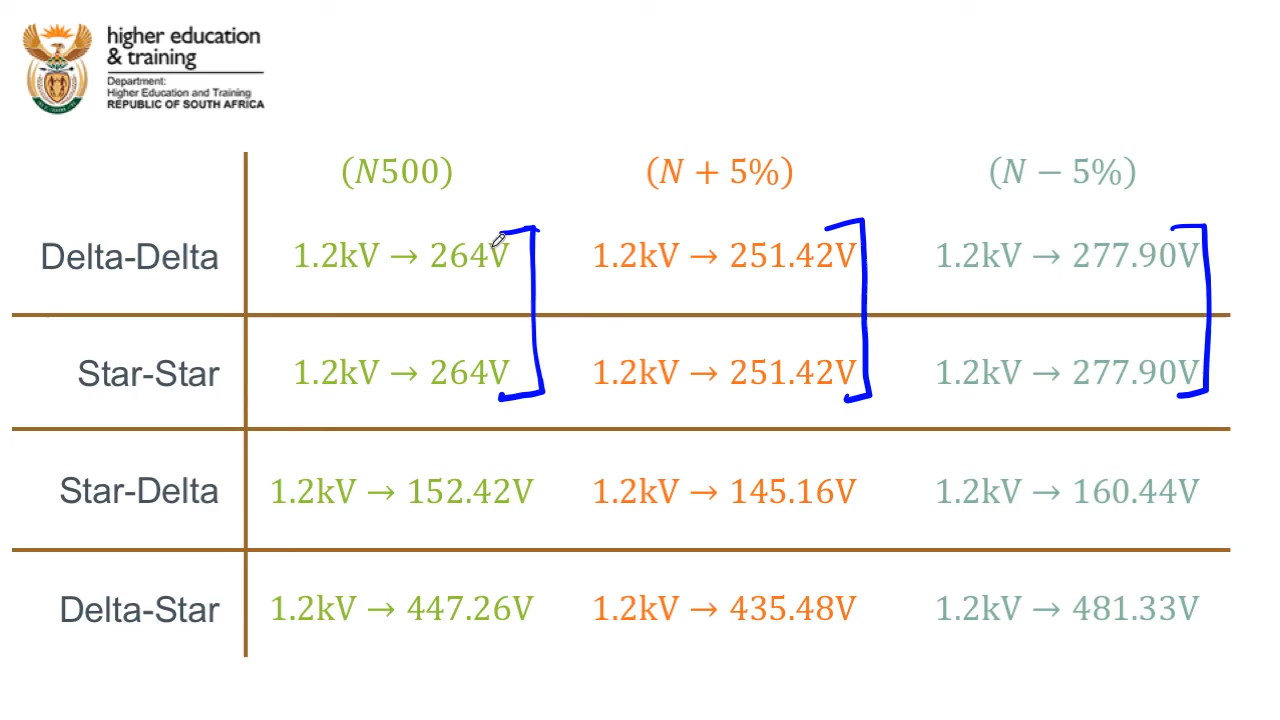 higher education
& training
Department:
Higher Education and Training
REPUBLIC OF SOUTH AFRICA
(N500) (N + 5%) (N − 5%)
Delta-Delta 1.2kV → 264V 1.2kV → 251.42V 1.2kV → 277.90V
Star-Star 1.2kV → 264V 1.2kV → 251.42V 1.2kV → 277.90V
Star-Delta 1.2kV → 152.42V 1.2kV → 145.16V 1.2kV → 160.44V
Delta-Star 1.2kV → 447.26V 1.2kV → 435.48V 1.2kV → 481.33V